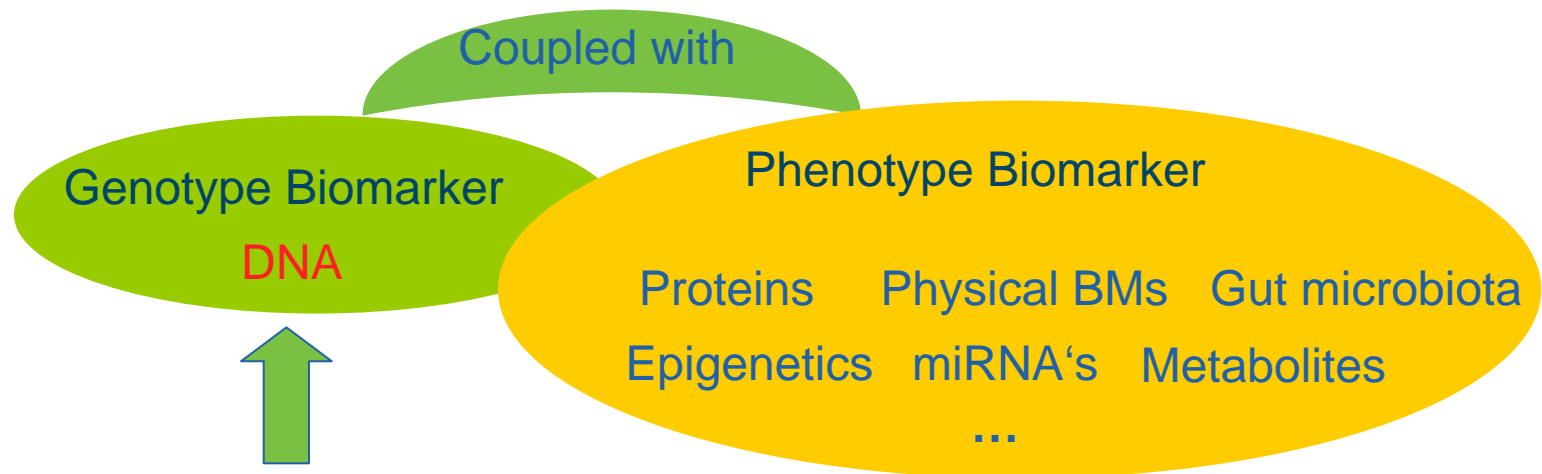 Coupled with
Genotype Biomarker
DNA
Phenotype Biomarker
Proteins Physical BMs Gut microbiota
Epigenetics miRNA‘s Metabolites
...